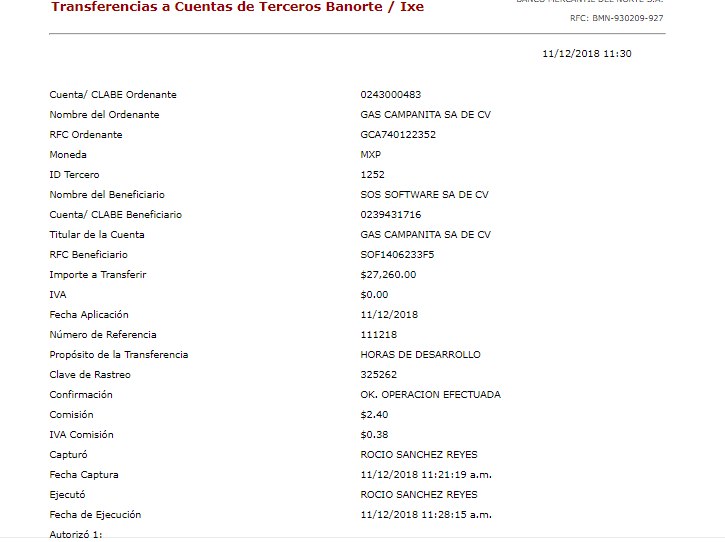 BANCO MERCANTIL DEL NORTE S.A.
Transferencias a Cuentas de Terceros Banorte / Ixe
RFC: BMN-930209-927
11/12/2018 11:30
Cuenta/ CLABE Ordenante 0243000483
Nombre del Ordenante GAS CAMPANITA SA DE CV
RFC Ordenante GCA740122352
Moneda MXP
ID Tercero 1252
Nombre del Beneficiario SOS SOFTWARE SA DE CV
Cuenta/ CLABE Beneficiario 0239431716
Titular de la Cuenta GAS CAMPANITA SA DE CV
RFC Beneficiario SOF1406233F5
Importe a Transferir $27,260.00
IVA $0.00
Fecha Aplicación 11/12/2018
Número de Referencia 111218
Propósito de la Transferencia HORAS DE DESARROLLO
Clave de Rastreo 325262
Confirmación OK. OPERACION EFECTUADA
Comisión $2.40
IVA Comisión $0.38
Capturó ROCIO SANCHEZ REYES
Fecha Captura 11/12/2018 11:21:19 a.m.
Ejecutó ROCIO SANCHEZ REYES
Fecha de Ejecución 11/12/2018 11:28:15 a.m.
Autorizó 1: